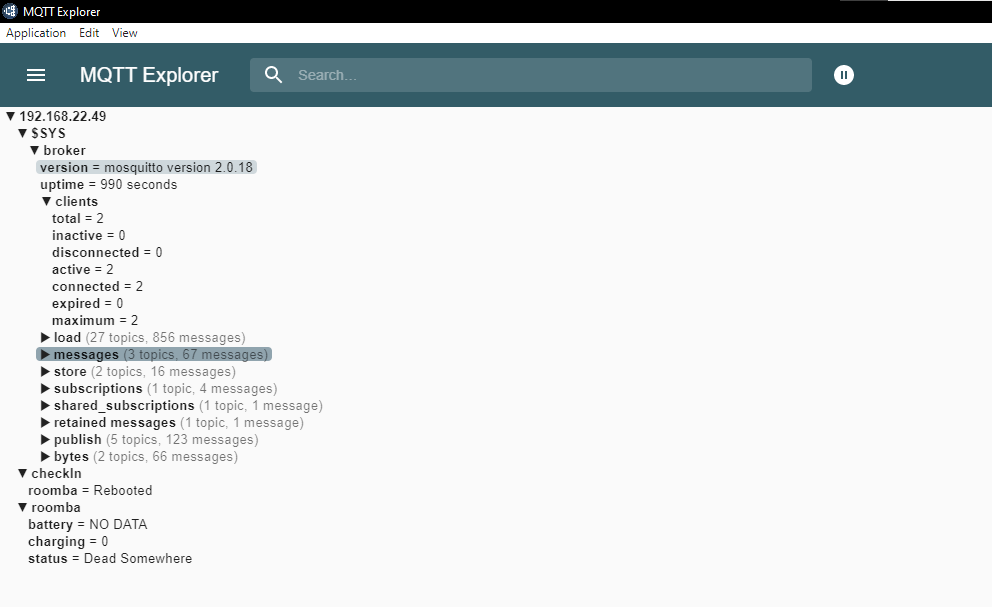 MQTT Explorer
Application Edit View
MQTT Explorer Search...
▼ 192.168.22.49
▼ $SYS
▼ broker
version = mosquitto version 2.0.18
uptime = 990 seconds
▼ clients
total = 2
inactive = 0
disconnected = 0
active = 2
connected = 2
expired = 0
maximum = 2
▶ load (27 topics, 856 messages)
▶ messages (3 topics, 67 messages)
▶ store (2 topics, 16 messages)
▶ subscriptions (1 topic, 4 messages)
▶ shared_subscriptions (1 topic, 1 message)
▶ retained messages (1 topic, 1 message)
▶ publish (5 topics, 123 messages)
▶ bytes (2 topics, 66 messages)
▼ checkIn
roomba = Rebooted
▼ roomba
battery = NO DATA
charging = 0
status = Dead Somewhere